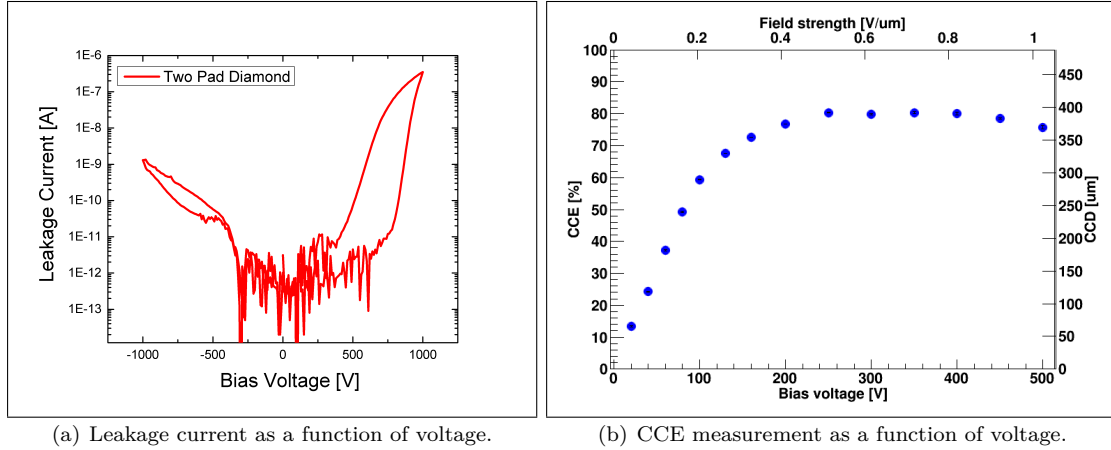 1E-6
1E-7
1E-8
1E-9
1E-10
1E-11
1E-12
1E-13
Leakage Current [A]
Two Pad Diamond
-1000 -500 0 500 1000
Bias Voltage [V]
(a) Leakage current as a function of voltage.
Field strength [V/um]
0 0.2 0.4 0.6 0.8 1
100
90
80
70
60
50
40
30
20
10
0
CCE [%]
450
400
350
300
250
200
150
100
50
0
CCD [um]
0 100 200 300 400 500
Bias voltage [V]
(b) CCE measurement as a function of voltage.